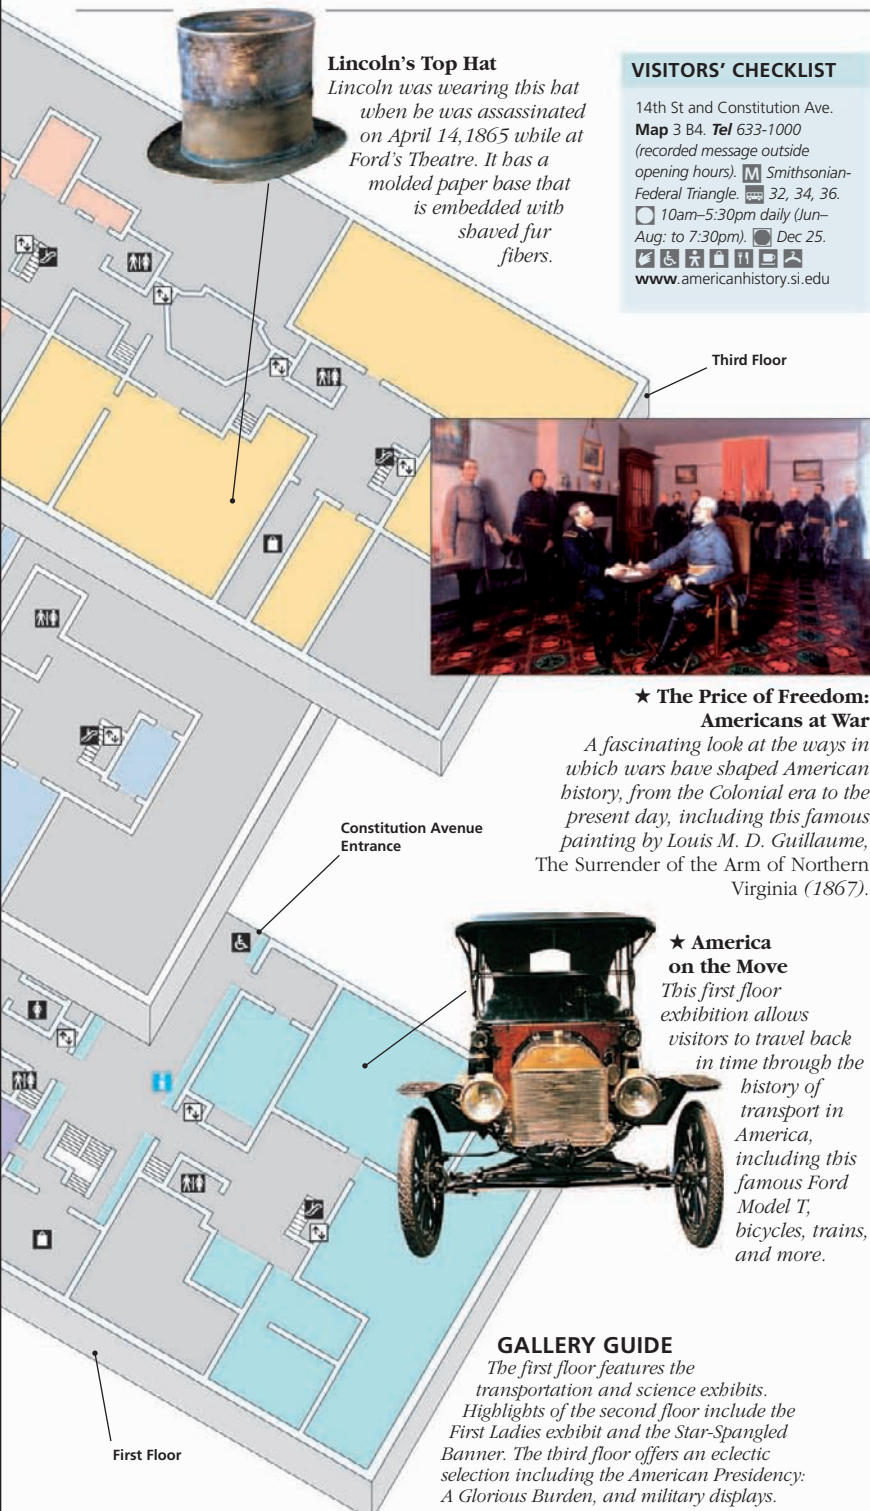 Lincoln's Top Hat
Lincoln was wearing this hat
when he was assassinated
on April 14,1865 while at
Ford's Theatre. It has a
molded paper base that
is embedded with
shaved fur
fibers.
VISITORS' CHECKLIST
14th St and Constitution Ave.
Map 3 B4. Tel 633-1000
(recorded message outside
opening hours). M Smithsonian-
Federal Triangle. 32, 34, 36.
10am–5:30pm daily (Jun–
Aug: to 7:30pm). Dec 25.
www.americanhistory.si.edu
Third Floor
★ The Price of Freedom:
Americans at War
A fascinating look at the ways in
which wars have shaped American
history, from the Colonial era to the
present day, including this famous
painting by Louis M. D. Guillaume,
The Surrender of the Arm of Northern
Virginia (1867).
Constitution Avenue
Entrance
★ America
on the Move
This first floor
exhibition allows
visitors to travel back
in time through the
history of
transport in
America,
including this
famous Ford
Model T,
bicycles, trains,
and more.
GALLERY GUIDE
The first floor features the
transportation and science exhibits.
Highlights of the second floor include the
First Ladies exhibit and the Star-Spangled
Banner. The third floor offers an eclectic
selection including the American Presidency:
A Glorious Burden, and military displays.
First Floor